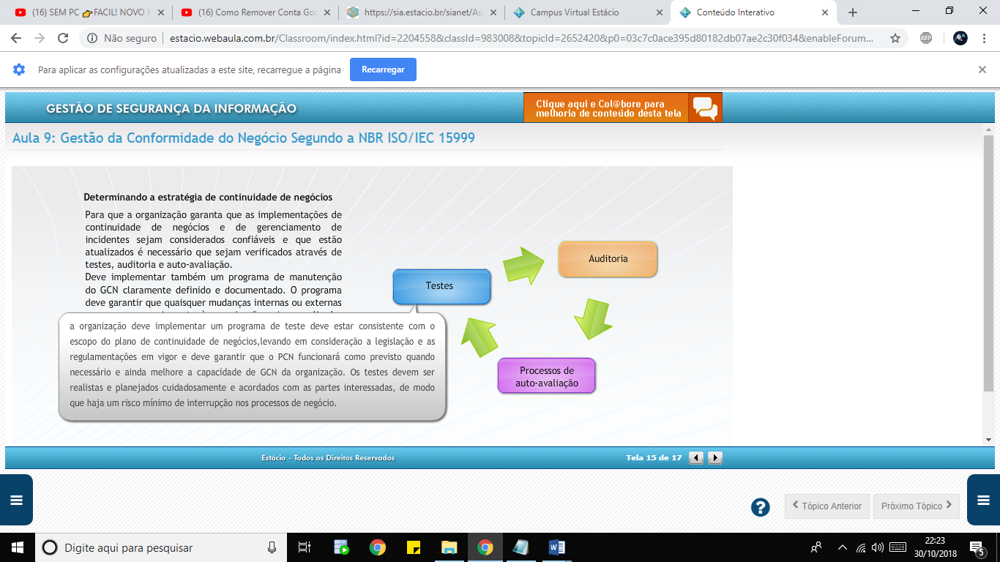 (16) SEM PC 👉FACIL! NOVO M
(16) Como Remover Conta Goo
https://sia.estacio.br/sianet/Asp
Campus Virtual Estácio
Conteúdo Interativo
Não seguro
estacio.webaula.com.br/Classroom/index.html?id=2204558&classId=983008&topicId=2652420&p0=03c7c0ace395d80182db07ae2c30f034&enableForum...
ABP
Para aplicar as configurações atualizadas a este site, recarregue a página
Recarregar
GESTÃO DE SEGURANÇA DA INFORMAÇÃO
Clique aqui e Col@bore para
melhoria de conteúdo desta tela
Aula 9: Gestão da Conformidade do Negócio Segundo a NBR ISO/IEC 15999
Determinando a estratégia de continuidade de negócios
Para que a organização garanta que as implementações de
continuidade de negócios e de gerenciamento de
incidentes sejam considerados confiáveis e que estão
atualizados é necessário que sejam verificados através de
testes, auditoria e auto-avaliação.
Deve implementar também um programa de manutenção
do GCN claramente definido e documentado. O programa
deve garantir que quaisquer mudanças internas ou externas
a organização deve implementar um programa de teste deve estar consistente com o
escopo do plano de continuidade de negócios,levando em consideração a legislação e as
regulamentações em vigor e deve garantir que o PCN funcionará como previsto quando
necessário e ainda melhore a capacidade de GCN da organização. Os testes devem ser
realistas e planejados cuidadosamente e acordados com as partes interessadas, de modo
que haja um risco mínimo de interrupção nos processos de negócio.
Testes
Auditoria
Processos de
auto-avaliação
Estácio - Todos os Direitos Reservados
Tela 15 de 17
?
Tópico Anterior
Próximo Tópico
Digite aqui para pesquisar
22:23
30/10/2018
5